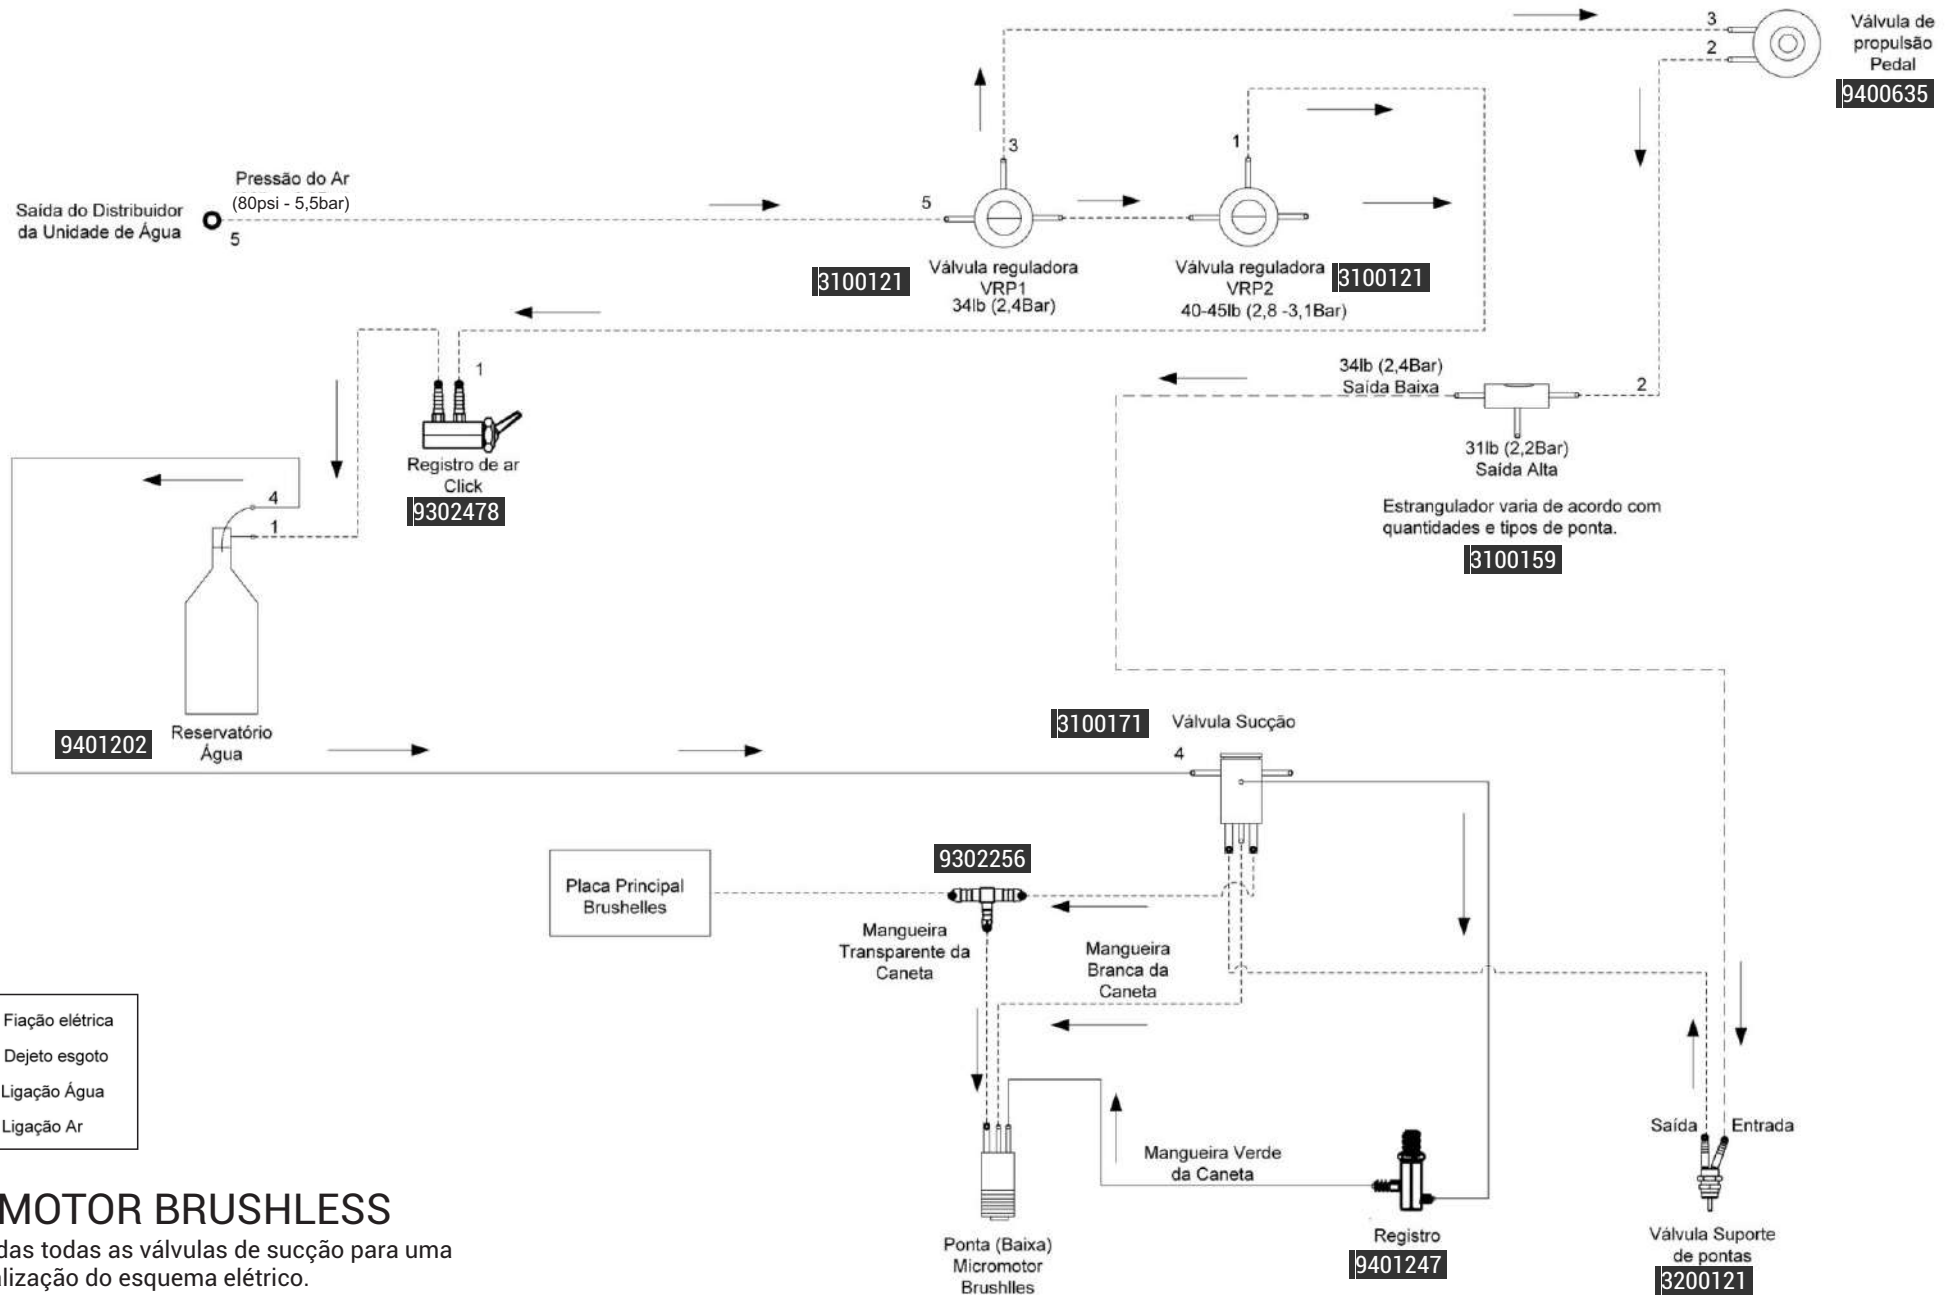 3
2
Válvula de
propulsão
Pedal
9400635
Pressão do Ar
(80psi - 5,5bar)
Saída do Distribuidor
da Unidade de Água
5
5
3
1
3100121
Válvula reguladora
VRP1
34lb (2,4Bar)
Válvula reguladora
VRP2
40-45lb (2,8 -3,1Bar)
3100121
1
Registro de ar
Click
9302478
34lb (2,4Bar)
Saída Baixa
2
31lb (2,2Bar)
Saída Alta
Estrangulador varia de acordo com
quantidades e tipos de ponta.
3100159
4
1
9401202
Reservatório
Água
3100171
Válvula Sucção
4
Placa Principal
Brushelles
9302256
Mangueira
Transparente da
Caneta
Mangueira
Branca da
Caneta
Fiação elétrica
Dejeto esgoto
Ligação Água
Ligação Ar
Mangueira Verde
da Caneta
Saída
Entrada
MOTOR BRUSHLESS
das todas as válvulas de sucção para uma
lização do esquema elétrico.
Ponta (Baixa)
Micromotor
Brushlles
Registro
9401247
Válvula Suporte
de pontas
3200121